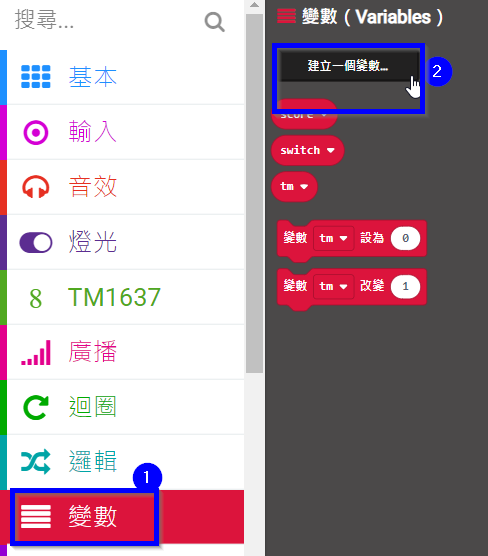 搜尋...
基本
輸入
音效
燈光
8 TM1637
廣播
迴圈
邏輯
1
變數
變數 ( Variables )
建立一個變數...
2
score
switch
tm
變數 tm 設為 0
變數 tm 改變 1